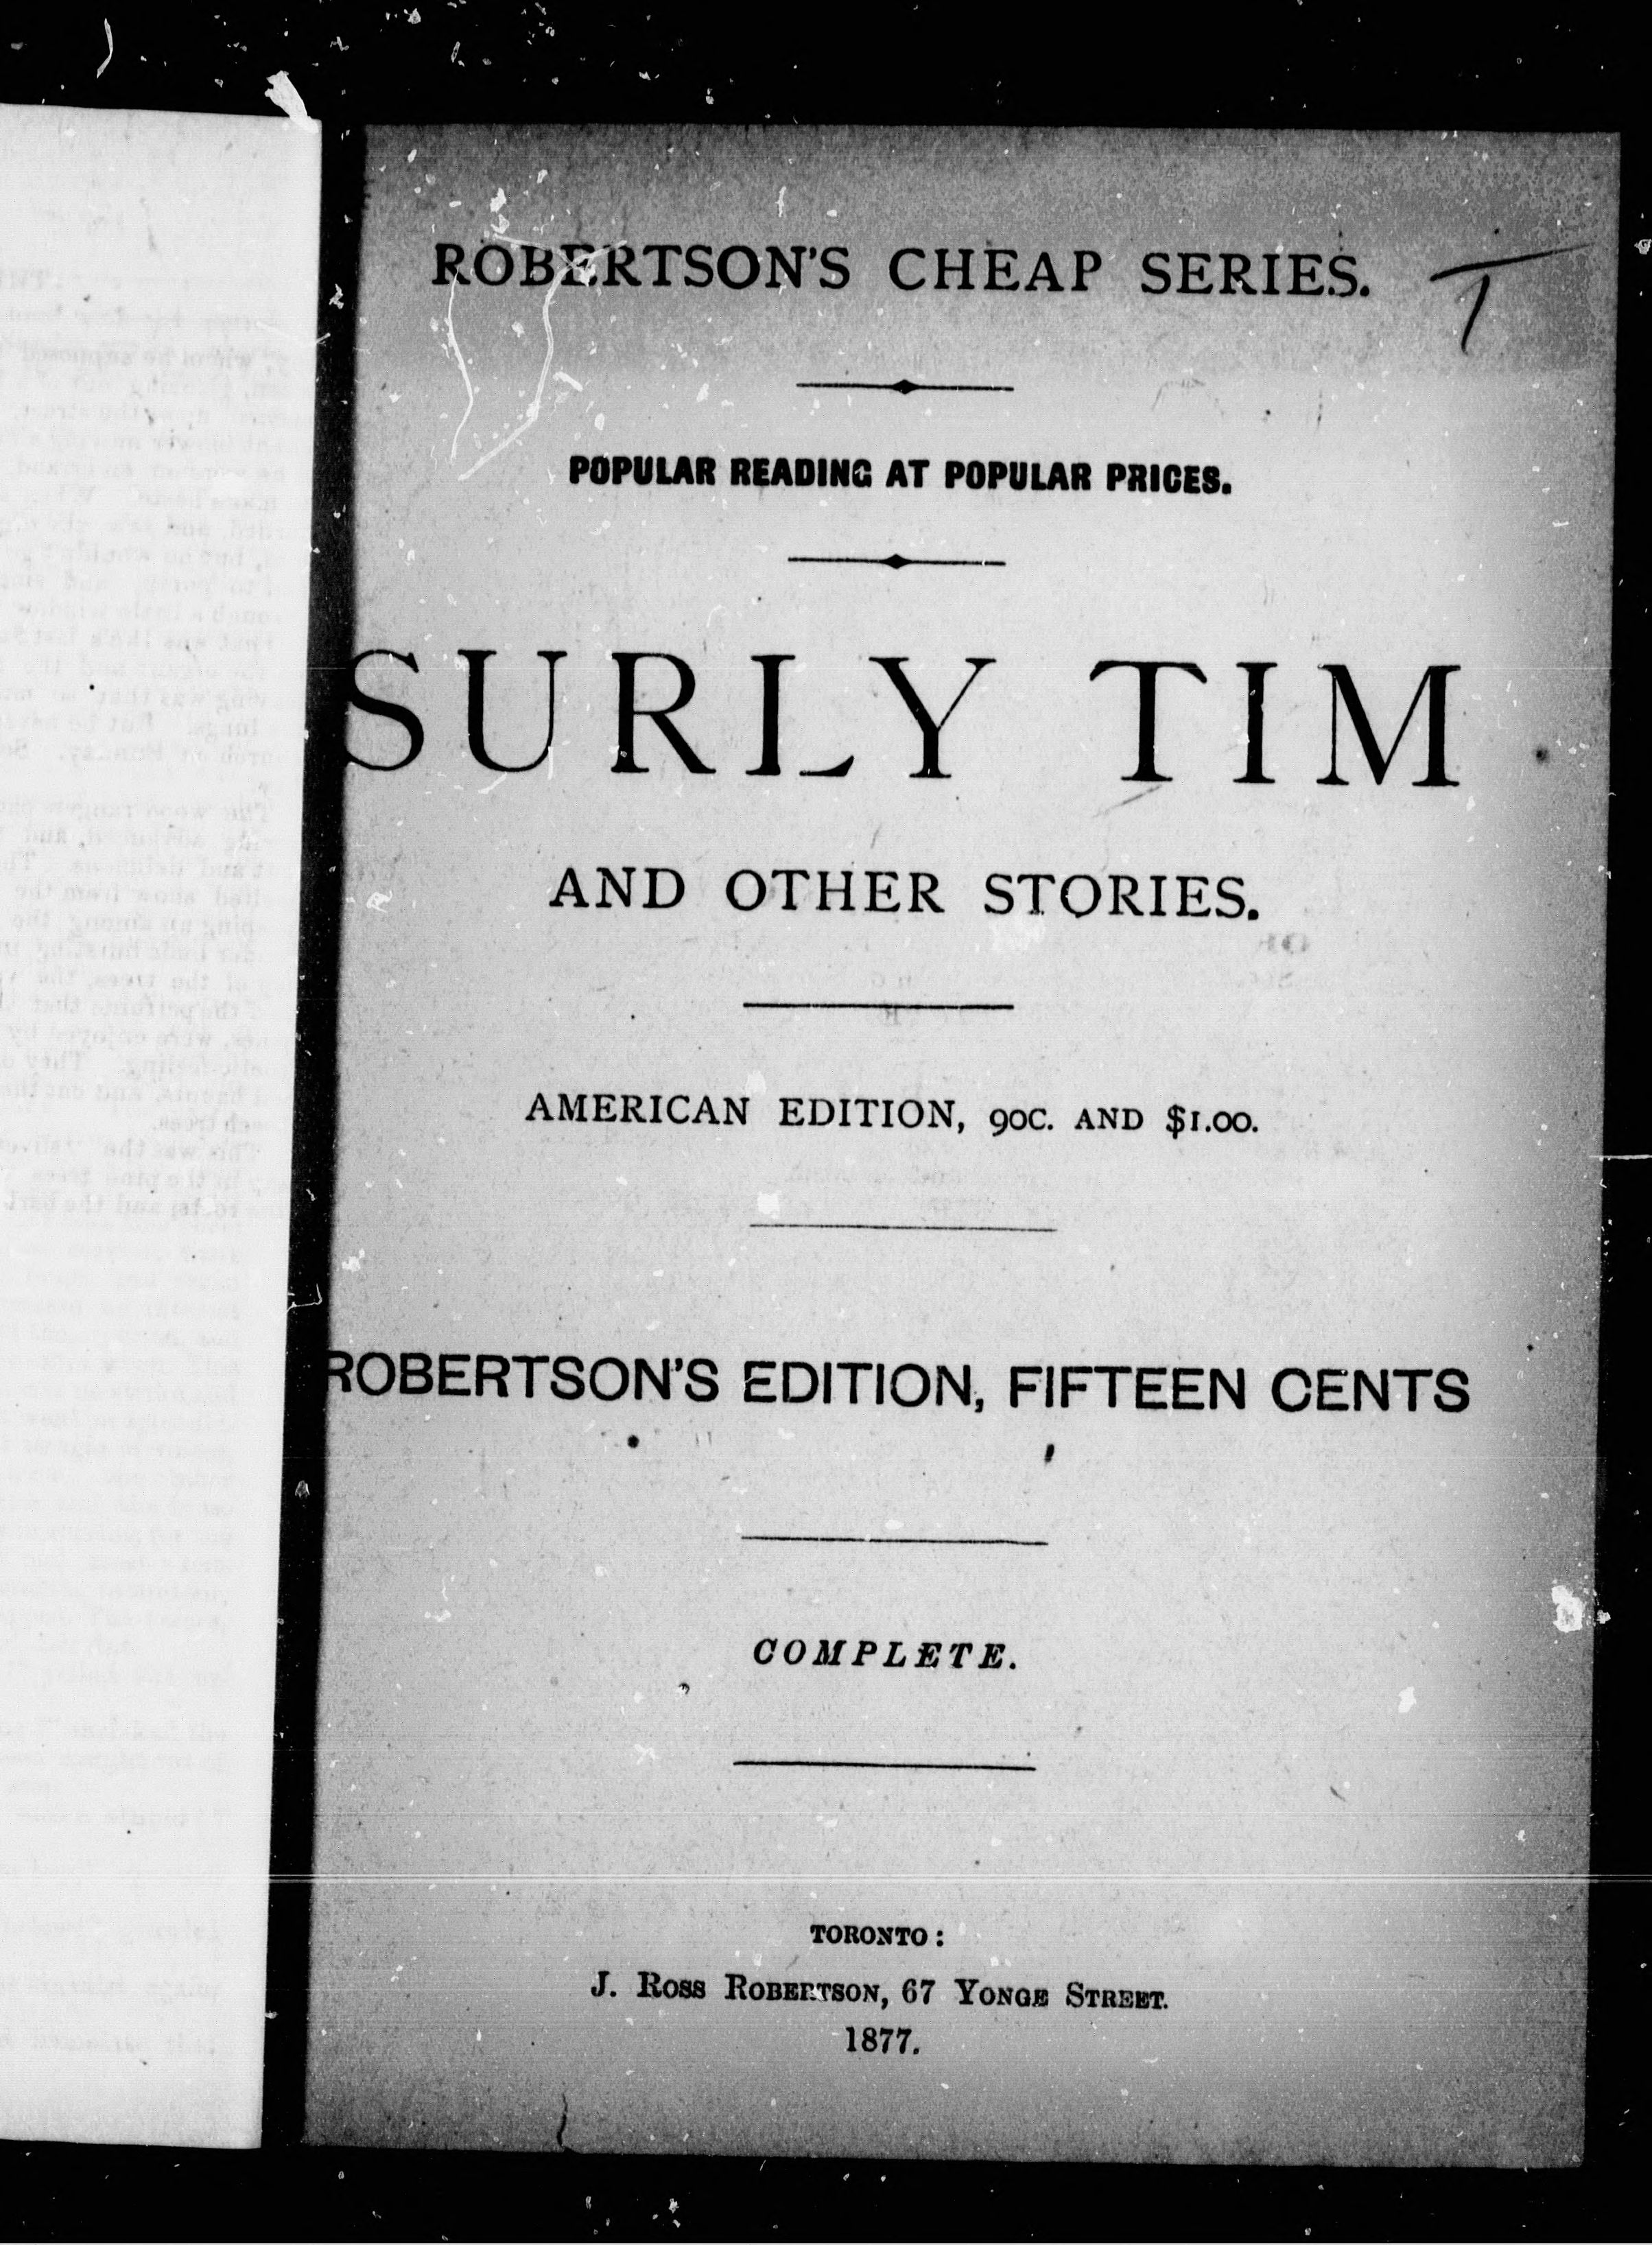 ROBERTSON'S CHEAP SERIES. T
POPULAR READING AT POPULAR PRICES.
SURLY TIM
AND OTHER STORIES.
AMERICAN EDITION, 90C. AND $1.00.
ROBERTSON'S EDITION, FIFTEEN CENTS
COMPLETE.
TORONTO:
J. ROSS ROBERTSON, 67 YONGE STREET.
1877.